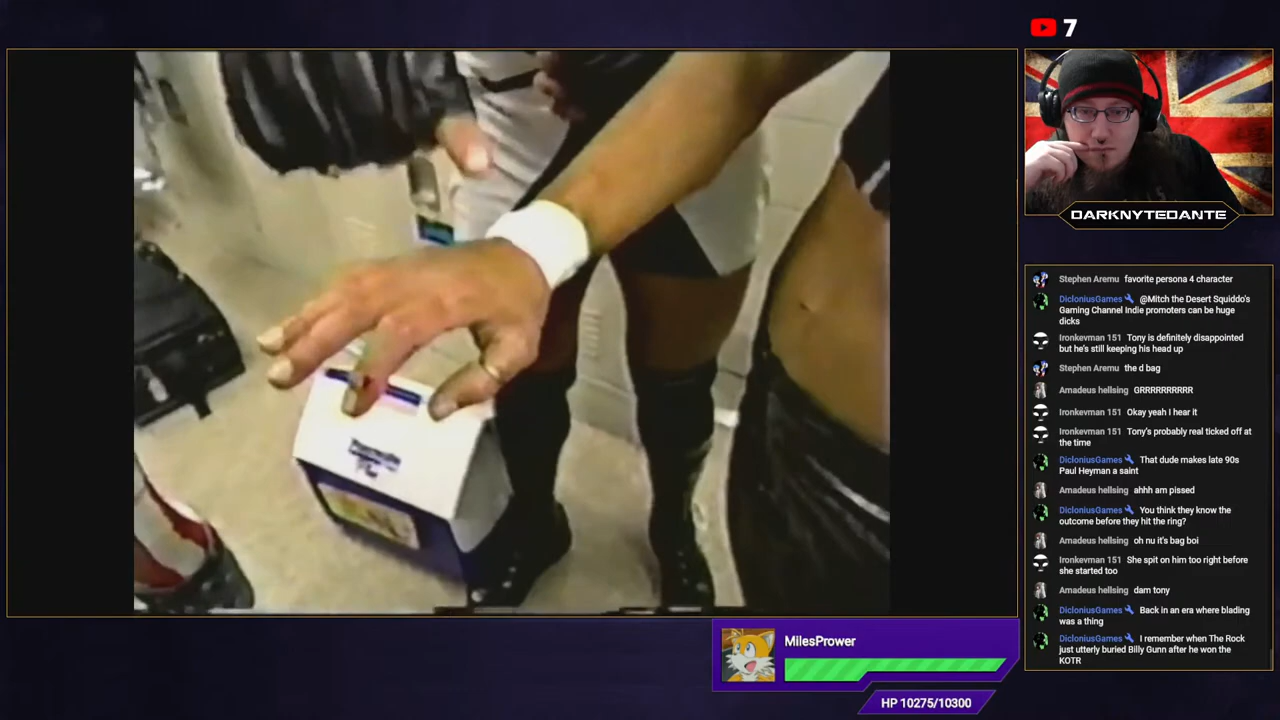 7
DARKNYTEDANTE
Stephen Aremu favorite persona 4 character
DicloniusGames @Mitch the Desert Squiddo's
Gaming Channel Indie promoters can be huge
dicks
Ironkevman 151 Tony is definitely disappointed
but he's still keeping his head up
Stephen Aremu the d bag
Amadeus hellsing GRRRRRRRRRR
Ironkevman 151 Okay yeah I hear it
Ironkevman 151 Tony's probably real ticked off at
the time
DicloniusGames That dude makes late 90s
Paul Heyman a saint
Amadeus hellsing ahhh am pissed
DicloniusGames You think they know the
outcome before they hit the ring?
Amadeus hellsing oh nu it's bag boi
Ironkevman 151 She spit on him too right before
she started too
Amadeus hellsing dam tony
DicloniusGames Back in an era where blading
was a thing
DicloniusGames I remember when The Rock
just utterly buried Billy Gunn after he won the
KOTR
MilesPrower
HP 10275/10300